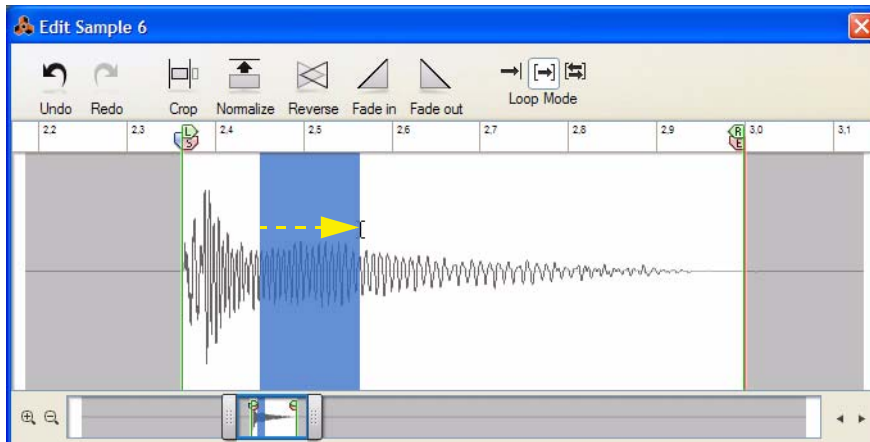 Edit Sample 6
Undo Redo Crop Normalize Reverse Fade in Fade out Loop Mode
2,2 2,3 2,4 2,5 2,6 2,7 2,8 2,9 3,0 3,1
L R
S E